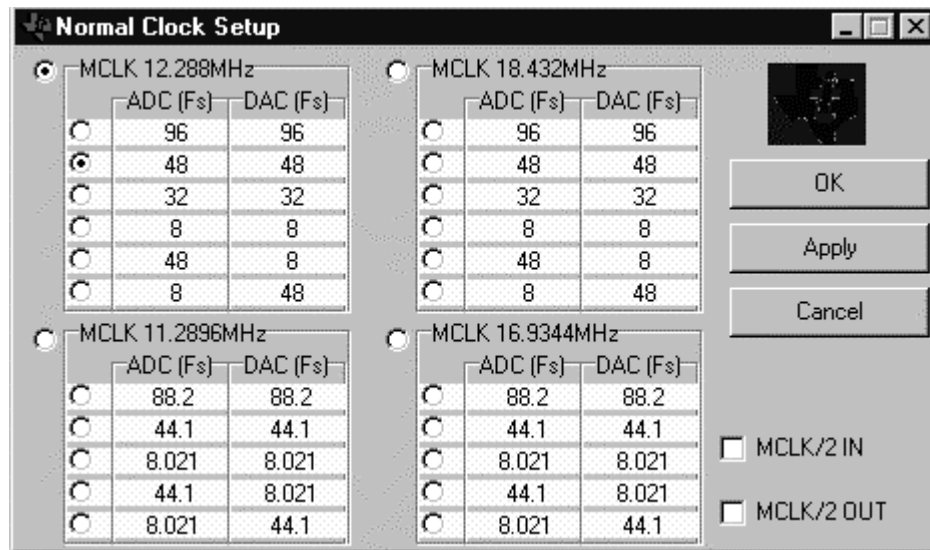 Normal Clock Setup
MCLK 12.288MHz
ADC (Fs) DAC (Fs)
96 96
48 48
32 32
8 8
48 8
8 48
MCLK 18.432MHz
ADC (Fs) DAC (Fs)
96 96
48 48
32 32
8 8
48 8
8 48
MCLK 11.2896MHz
ADC (Fs) DAC (Fs)
88.2 88.2
44.1 44.1
8.021 8.021
44.1 8.021
8.021 44.1
MCLK 16.9344MHz
ADC (Fs) DAC (Fs)
88.2 88.2
44.1 44.1
8.021 8.021
44.1 8.021
8.021 44.1
OK
Apply
Cancel
MCLK/2 IN
MCLK/2 OUT